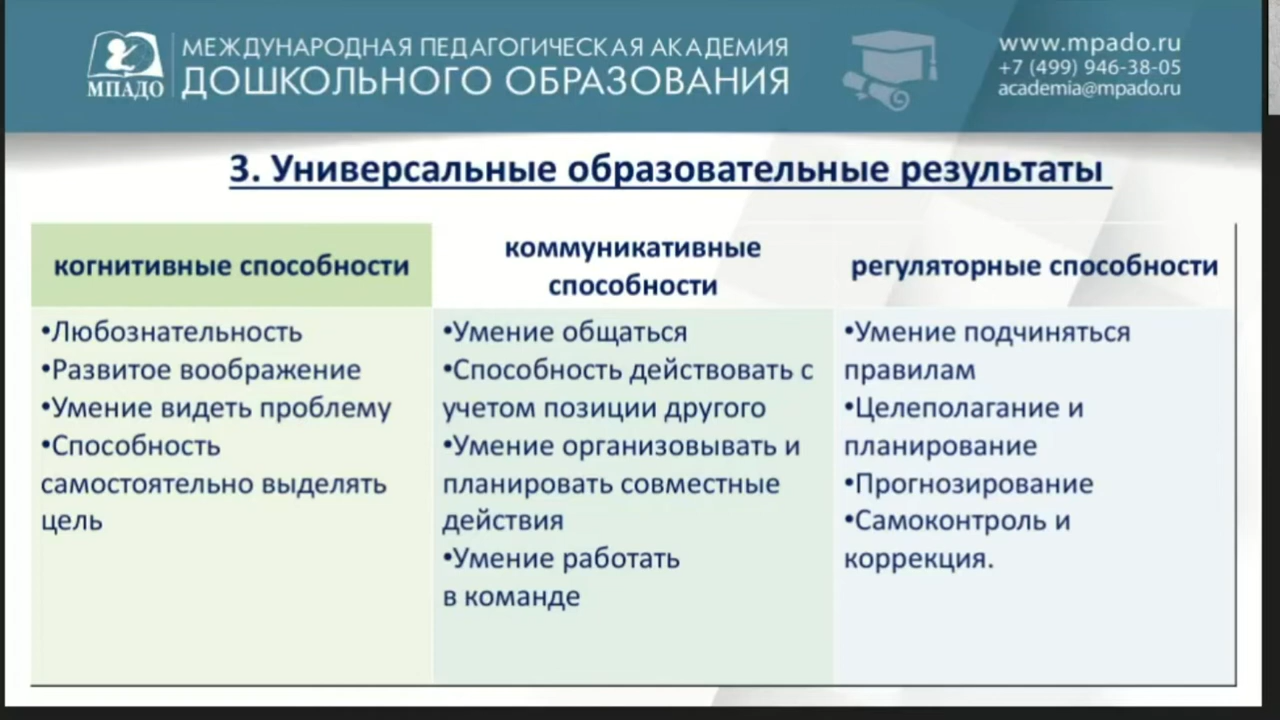 МЕЖДУНАРОДНАЯ ПЕДАГОГИЧЕСКАЯ АКАДЕМИЯ
ДОШКОЛЬНОГО ОБРАЗОВАНИЯ
МПАДО
www.mpado.ru
+7 (499) 946-38-05
academia@mpado.ru
3. Универсальные образовательные результаты
когнитивные способности
•Любознательность
•Развитое воображение
•Умение видеть проблему
•Способность
самостоятельно выделять
цель
коммуникативные
способности
•Умение общаться
•Способность действовать с
учетом позиции другого
•Умение организовывать и
планировать совместные
действия
•Умение работать
в команде
регуляторные способности
•Умение подчиняться
правилам
•Целеполагание и
планирование
•Прогнозирование
•Самоконтроль и
коррекция.